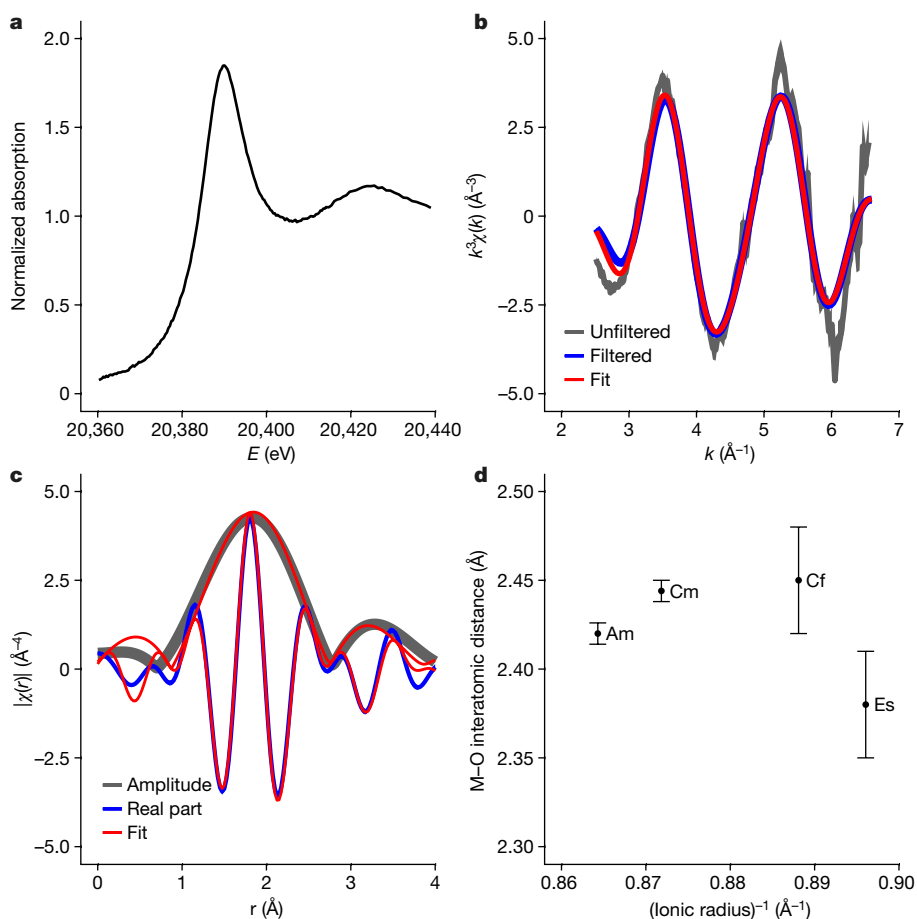 a
2.0
1.5
1.0
0.5
0
Normalized absorption
20,360 20,380 20,400 20,420 20,440
E (eV)
b
5.0
2.5
0
−2.5
−5.0
k³χ(k) (Å⁻³)
Unfiltered
Filtered
Fit
2 3 4 5 6 7
k (Å⁻¹)
c
5.0
2.5
0
−2.5
−5.0
|χ(r)| (Å⁻⁴)
Amplitude
Real part
Fit
0 1 2 3 4
r (Å)
d
2.50
2.45
2.40
2.35
2.30
M–O interatomic distance (Å)
Am
Cm
Cf
Es
0.86 0.87 0.88 0.89 0.90
(Ionic radius)⁻¹ (Å⁻¹)